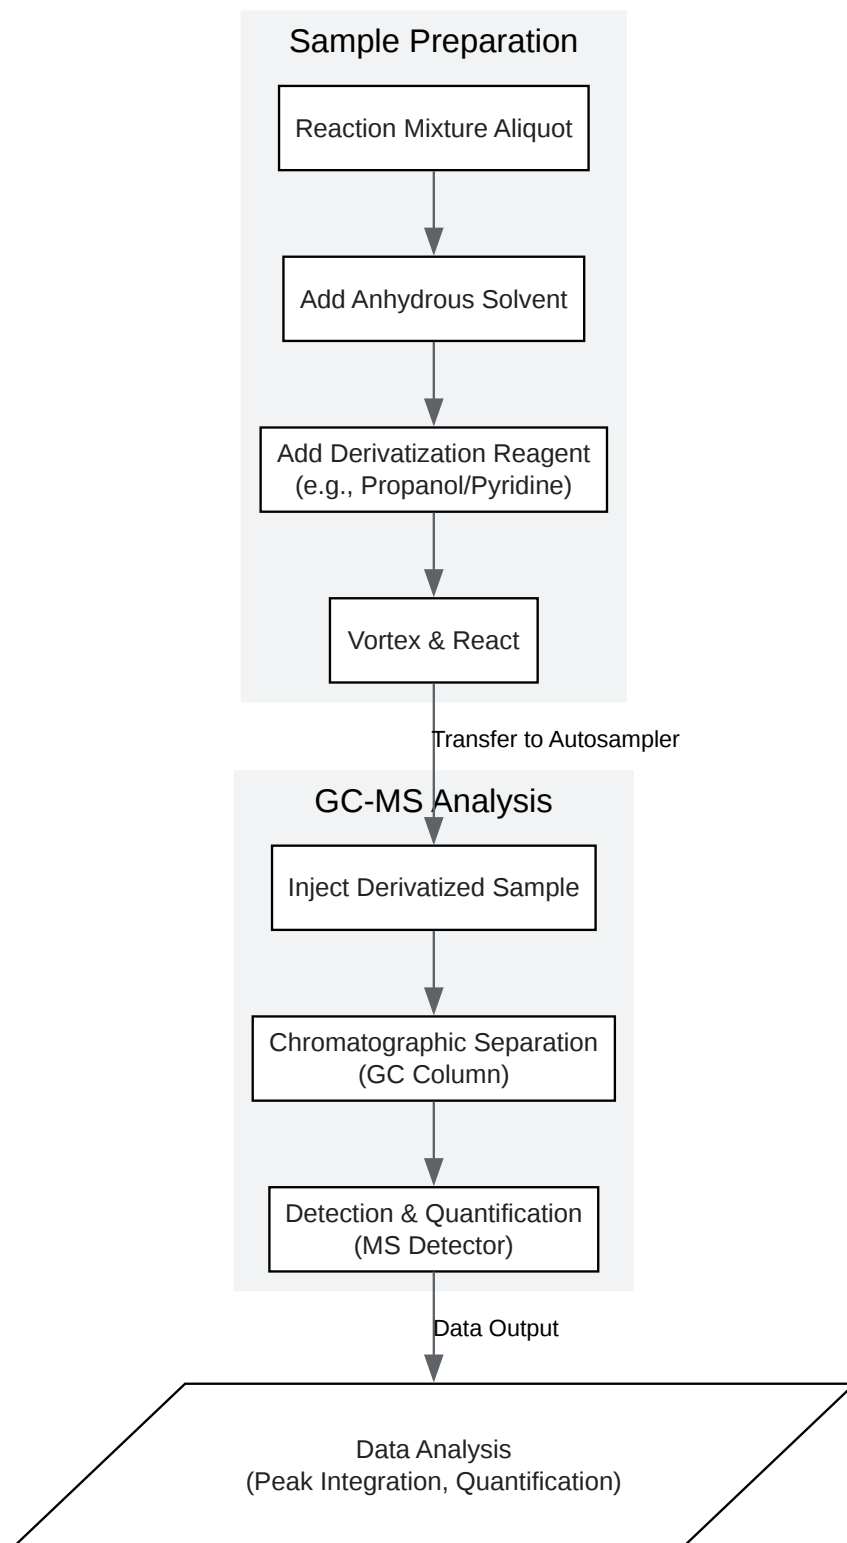 Sample Preparation
Reaction Mixture Aliquot
Add Anhydrous Solvent
Add Derivatization Reagent
(e.g., Propanol/Pyridine)
Vortex & React
Transfer to Autosampler
GC-MS Analysis
Inject Derivatized Sample
Chromatographic Separation
(GC Column)
Detection & Quantification
(MS Detector)
Data Output
Data Analysis
(Peak Integration, Quantification)